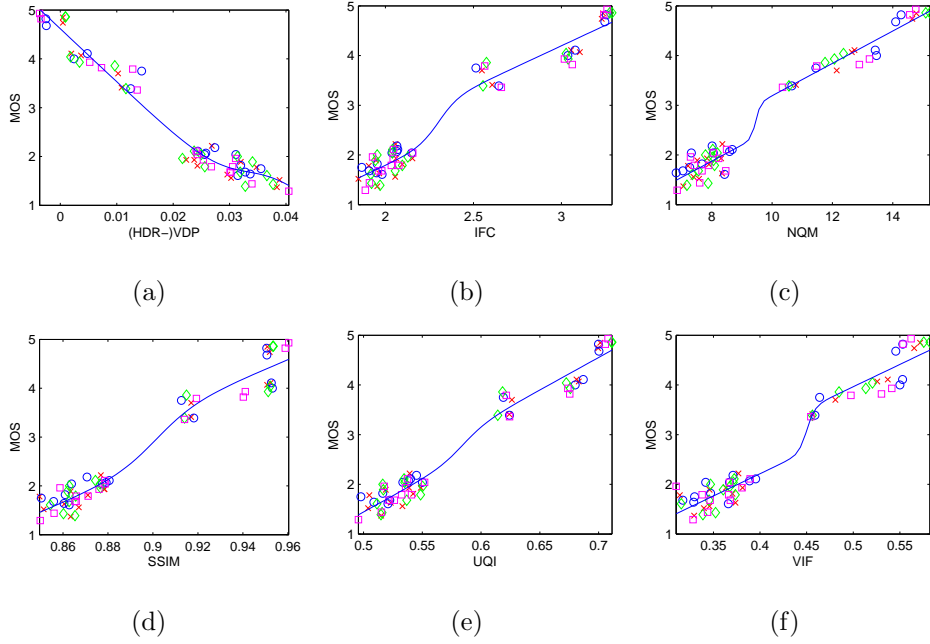 5
4
3
2
1
MOS
0 0.01 0.02 0.03 0.04
(HDR−)VDP
(a)
5
4
3
2
1
MOS
2 2.5 3
IFC
(b)
5
4
3
2
1
MOS
8 10 12 14
NQM
(c)
5
4
3
2
1
MOS
0.86 0.88 0.9 0.92 0.94 0.96
SSIM
(d)
5
4
3
2
1
MOS
0.5 0.55 0.6 0.65 0.7
UQI
(e)
5
4
3
2
1
MOS
0.35 0.4 0.45 0.5 0.55
VIF
(f)